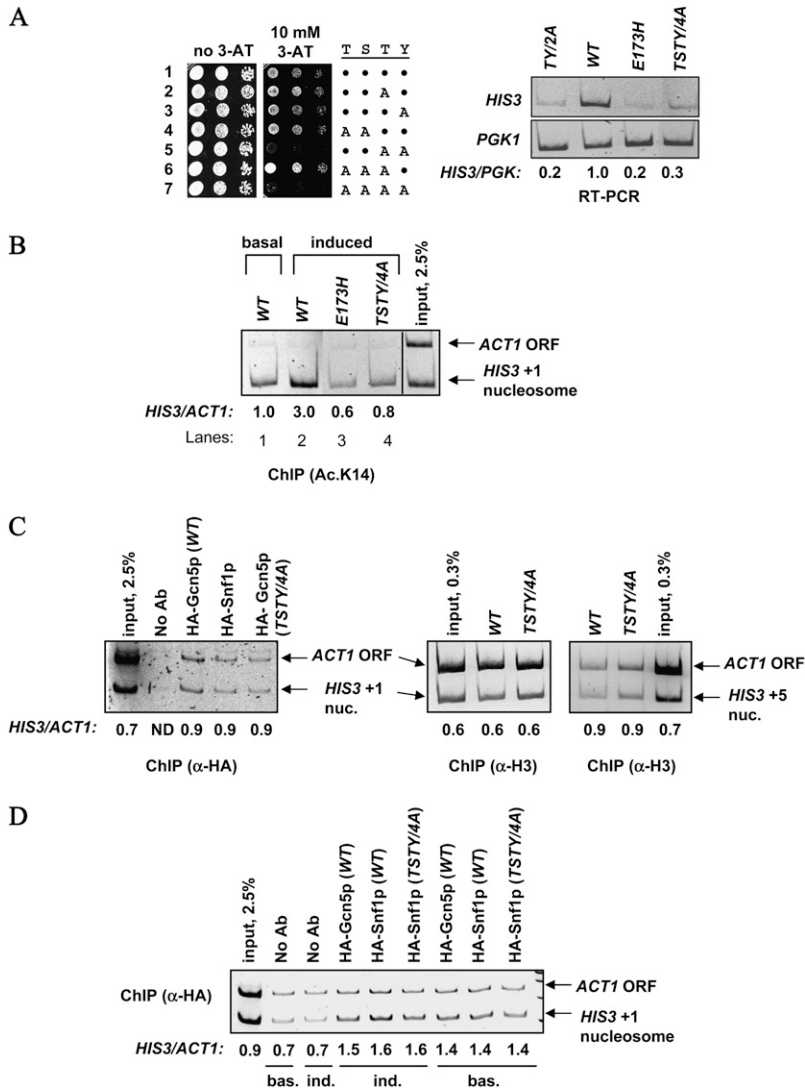 A
no 3-AT
10 mM
3-AT
T S T Y
1 • • • •
2 • • A •
3 • • • A
4 A A • •
5 • • A A
6 A A A •
7 A A A A
TY/2A
WT
E173H
TSTY/4A
HIS3
PGK1
HIS3/PGK: 0.2 1.0 0.2 0.3
RT-PCR
B
basal
induced
WT
WT
E173H
TSTY/4A
input, 2.5%
ACT1 ORF
HIS3 +1
nucleosome
HIS3/ACT1: 1.0 3.0 0.6 0.8
Lanes: 1 2 3 4
ChIP (Ac.K14)
C
input, 2.5%
No Ab
HA-Gcn5p (WT)
HA-Snf1p
HA- Gcn5p
(TSTY/4A)
ACT1 ORF
HIS3 +1
nuc.
HIS3/ACT1: 0.7 ND 0.9 0.9 0.9
ChIP (α-HA)
input, 0.3%
WT
TSTY/4A
0.6 0.6 0.6
ChIP (α-H3)
WT
TSTY/4A
input, 0.3%
ACT1 ORF
HIS3 +5
nuc.
0.9 0.9 0.7
ChIP (α-H3)
D
input, 2.5%
No Ab
No Ab
HA-Gcn5p (WT)
HA-Snf1p (WT)
HA-Snf1p (TSTY/4A)
HA-Gcn5p (WT)
HA-Snf1p (WT)
HA-Snf1p (TSTY/4A)
ChIP (α-HA)
ACT1 ORF
HIS3 +1
nucleosome
HIS3/ACT1: 0.9 0.7 0.7 1.5 1.6 1.6 1.4 1.4 1.4
bas. ind. ind. bas.